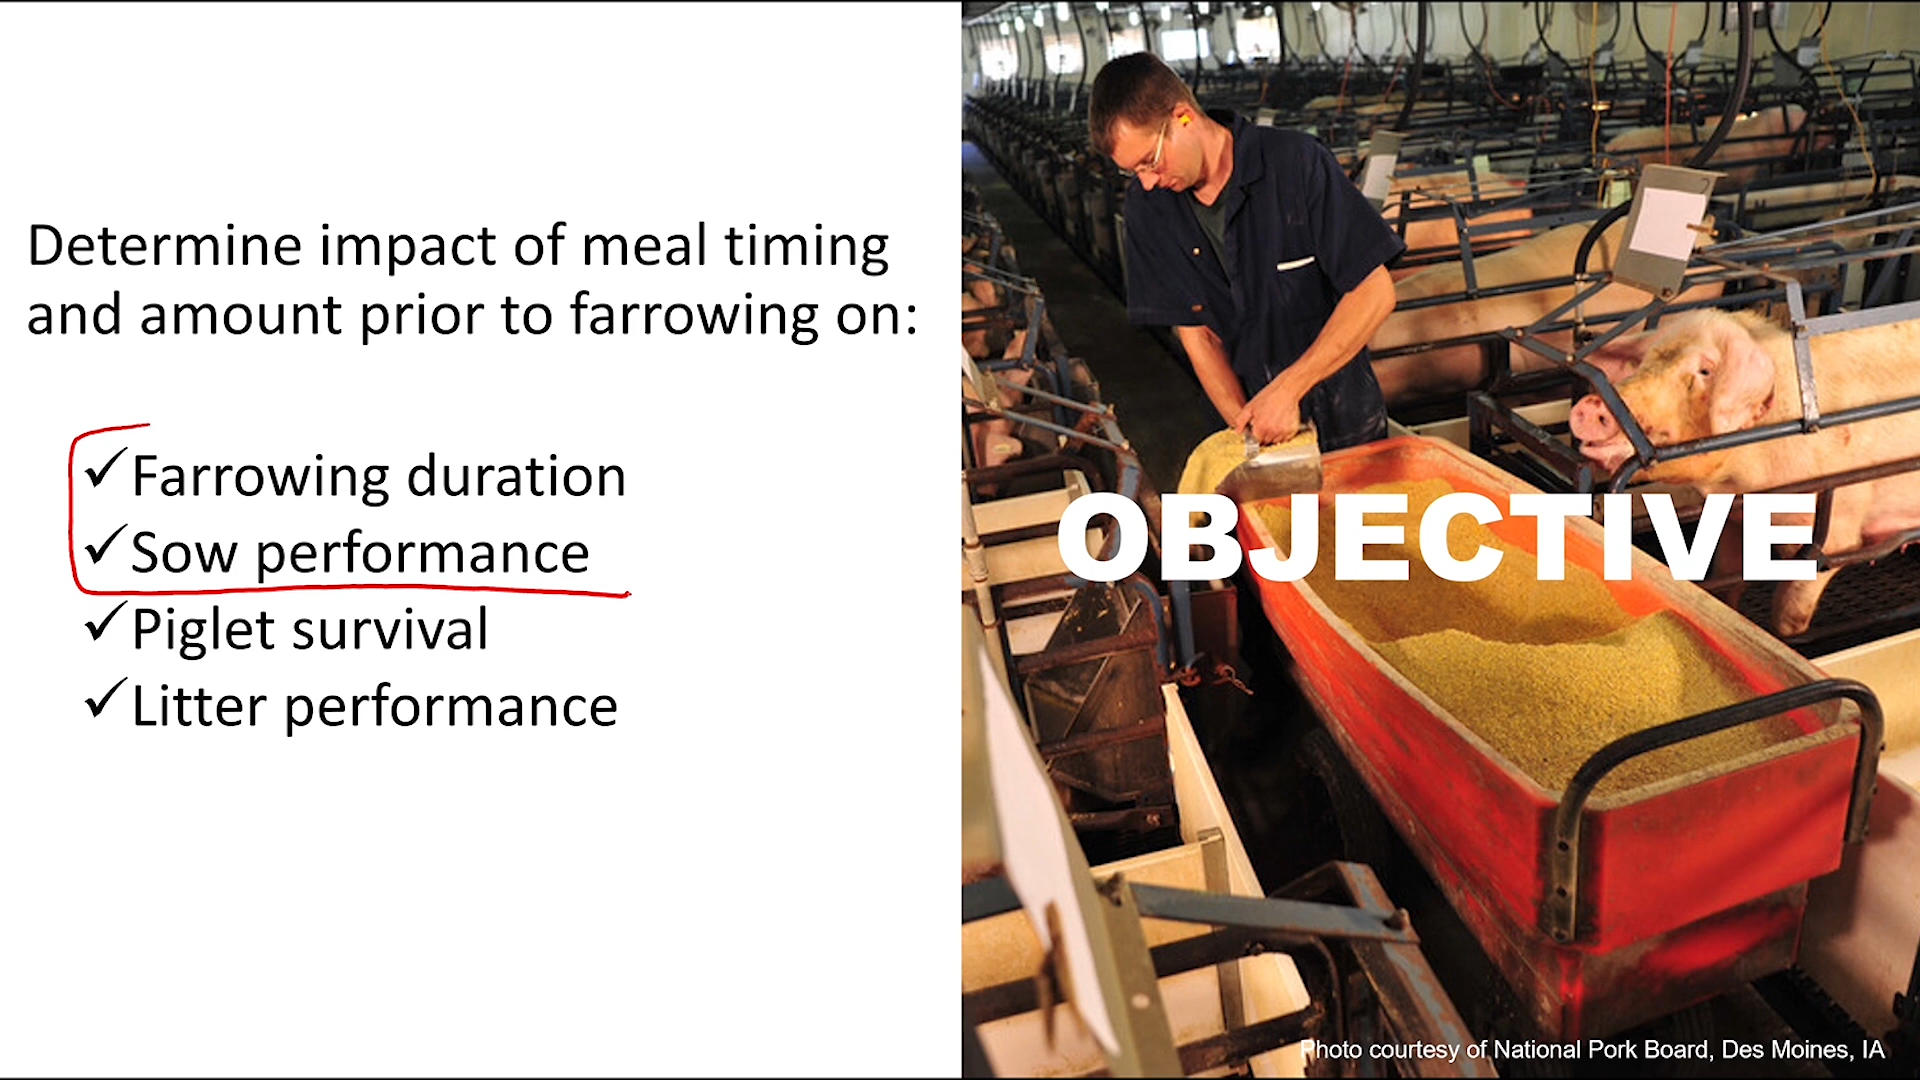 Determine impact of meal timing
and amount prior to farrowing on:
✓Farrowing duration
✓Sow performance
✓Piglet survival
✓Litter performance
OBJECTIVE
Photo courtesy of National Pork Board, Des Moines, IA